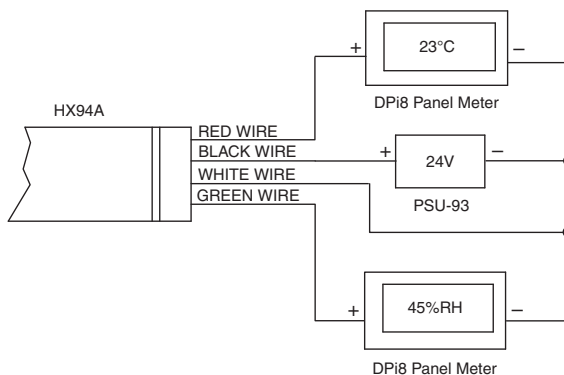 + 23°C −
DPi8 Panel Meter
HX94A
RED WIRE
BLACK WIRE
WHITE WIRE
GREEN WIRE
+ 24V −
PSU-93
+ 45%RH −
DPi8 Panel Meter